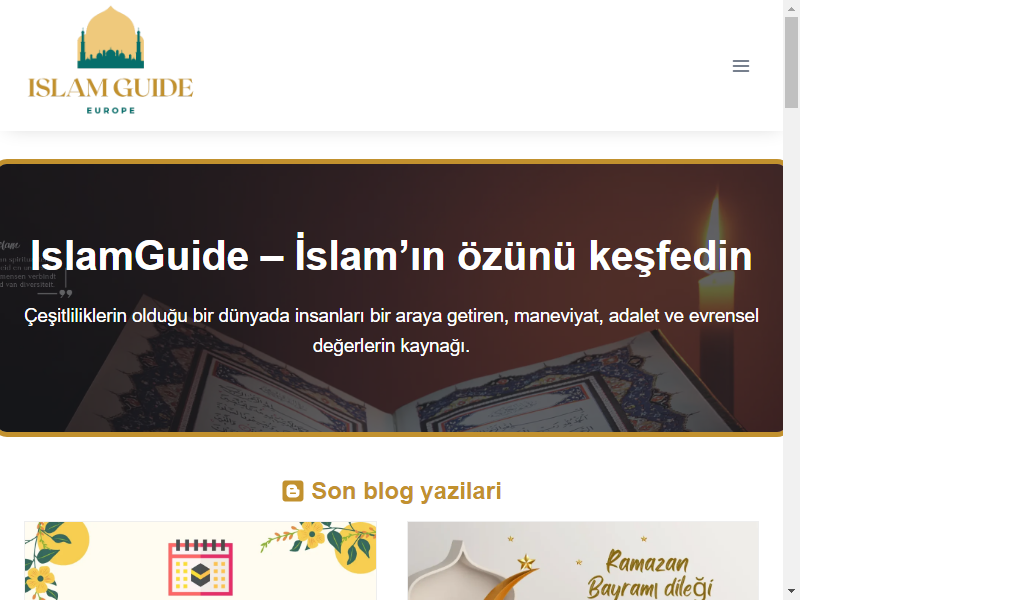 ISLAM GUIDE
EUROPE
IslamGuide – İslam’ın özünü keşfedin
Çeşitliliklerin olduğu bir dünyada insanları bir araya getiren, maneviyat, adalet ve evrensel
değerlerin kaynağı.
Son blog yazilari
Ramazan
Bayramı dileği